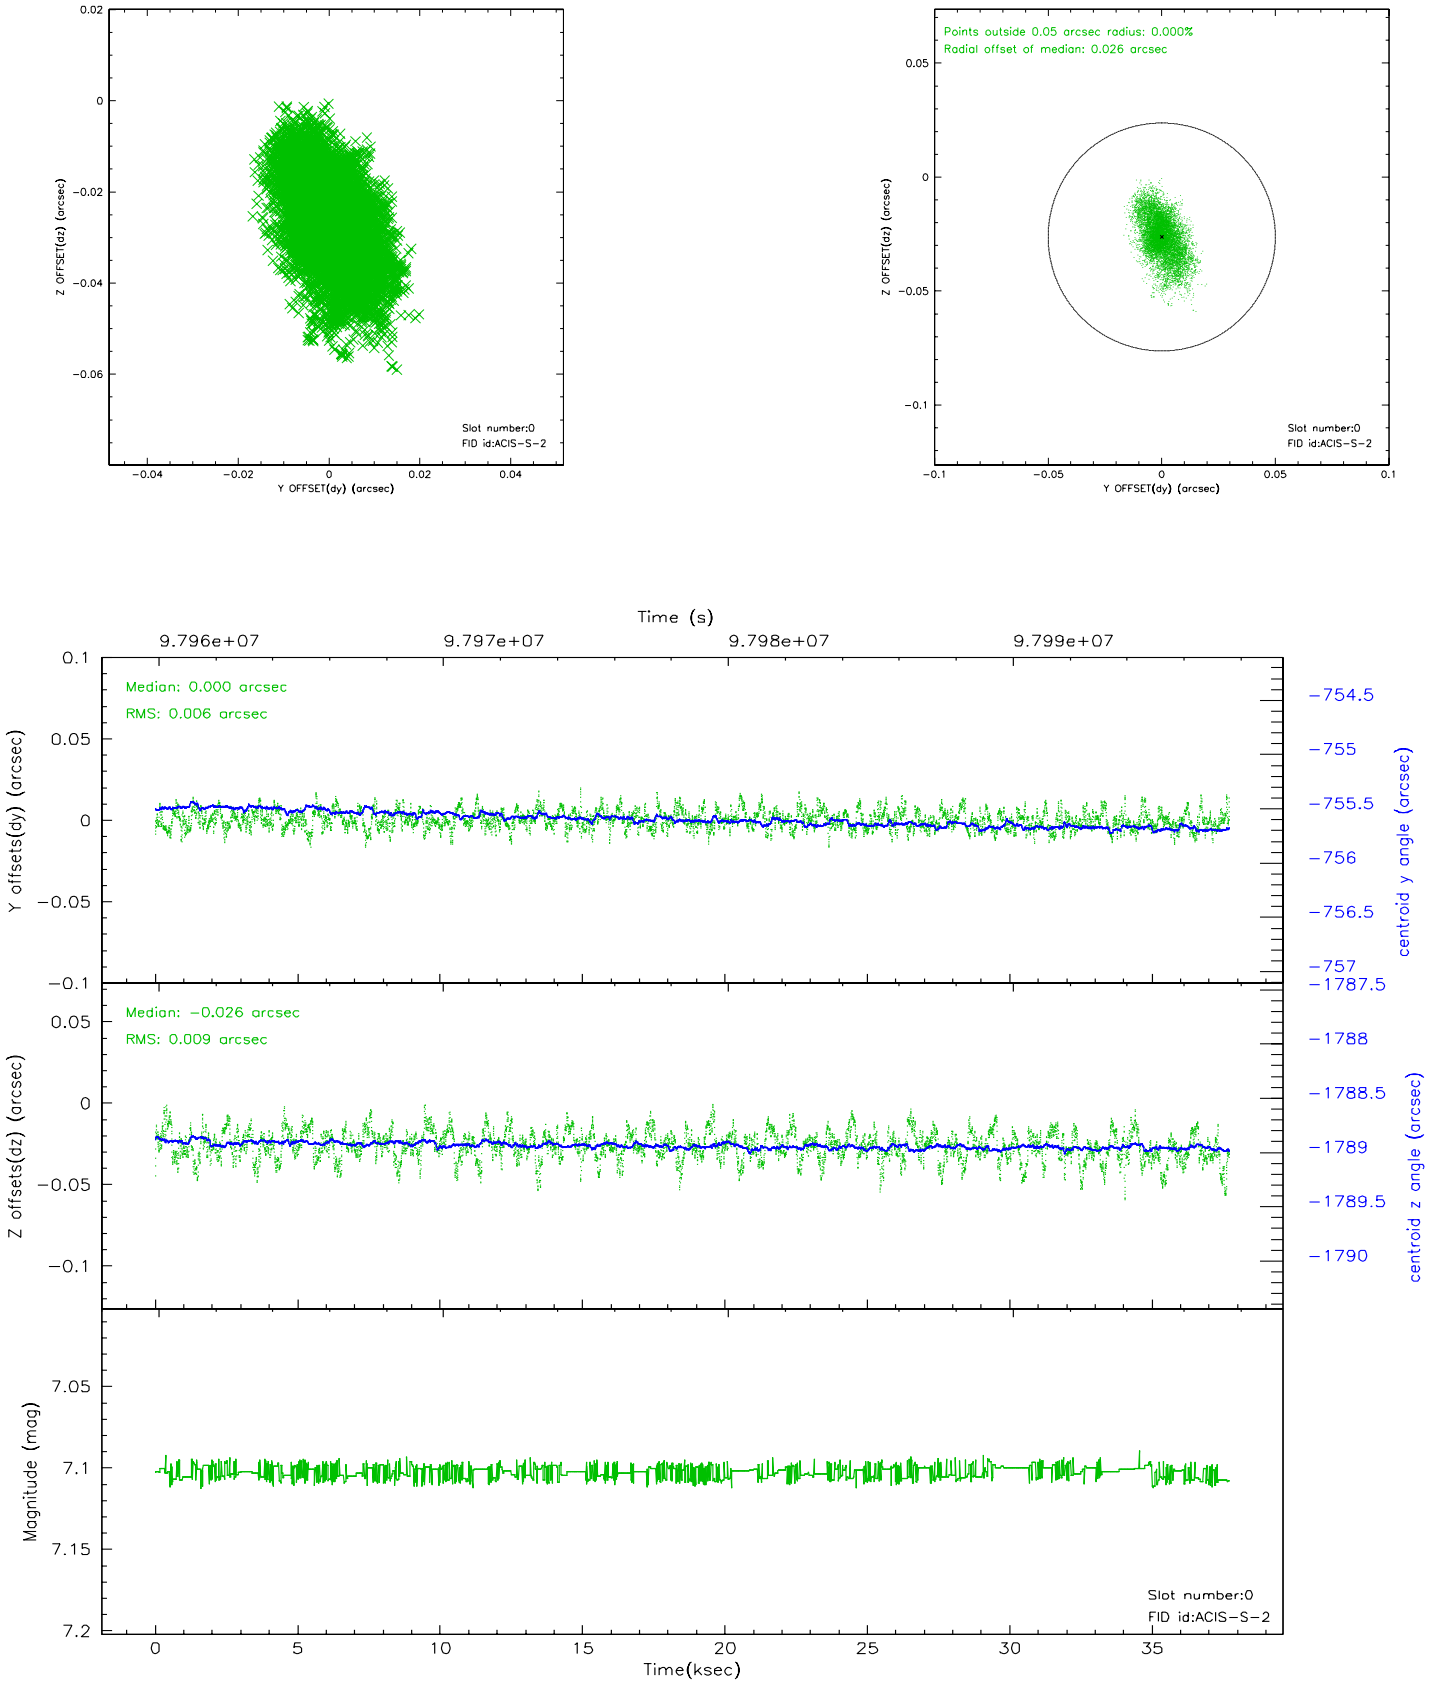 0.02
0
−0.02
−0.04
−0.06
Z OFFSET(dz) (arcsec)
Slot number:0
FID id:ACIS−S−2
−0.04
−0.02
0
0.02
0.04
Y OFFSET(dy) (arcsec)
Points outside 0.05 arcsec radius: 0.000%
Radial offset of median: 0.026 arcsec
0.05
0
−0.05
−0.1
Z OFFSET(dz) (arcsec)
Slot number:0
FID id:ACIS−S−2
−0.1
−0.05
0
0.05
0.1
Y OFFSET(dy) (arcsec)
Time (s)
9.796e+07
9.797e+07
9.798e+07
9.799e+07
0.1
0.05
0
−0.05
−0.1
Y offsets(dy) (arcsec)
Median: 0.000 arcsec
RMS: 0.006 arcsec
−754.5
−755
−755.5
−756
−756.5
−757
centroid y angle (arcsec)
0.05
0
−0.05
−0.1
Z offsets(dz) (arcsec)
Median: −0.026 arcsec
RMS: 0.009 arcsec
−1787.5
−1788
−1788.5
−1789
−1789.5
−1790
centroid z angle (arcsec)
7.05
7.1
7.15
7.2
Magnitude (mag)
Slot number:0
FID id:ACIS−S−2
0
5
10
15
20
25
30
35
Time(ksec)